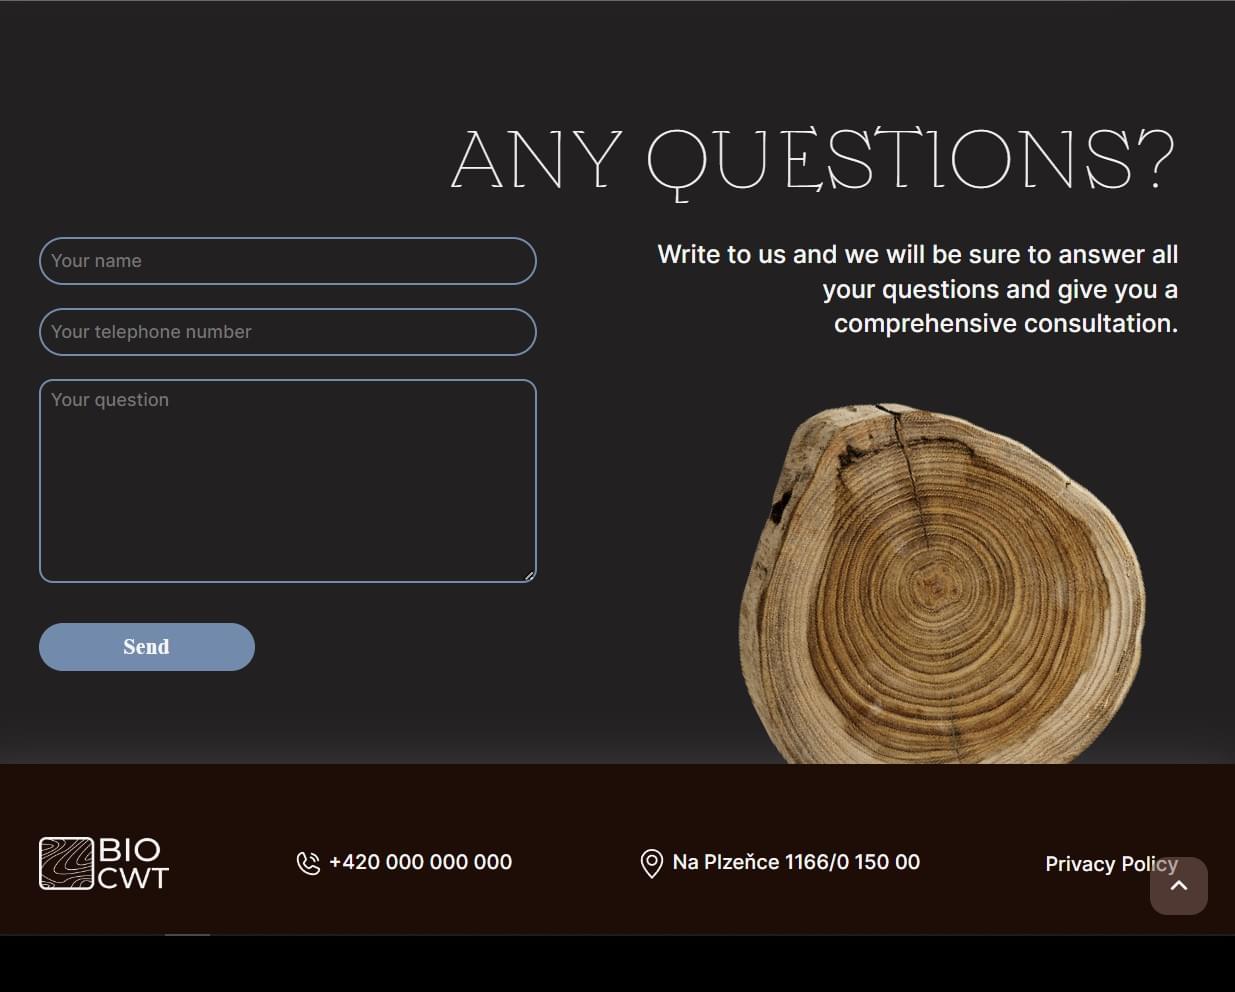 ANY QUESTIONS?
Your name
Your telephone number
Your question
Send
Write to us and we will be sure to answer all
your questions and give you a
comprehensive consultation.
BIO
CWT
+420 000 000 000
Na Plzeňce 1166/0 150 00
Privacy Policy